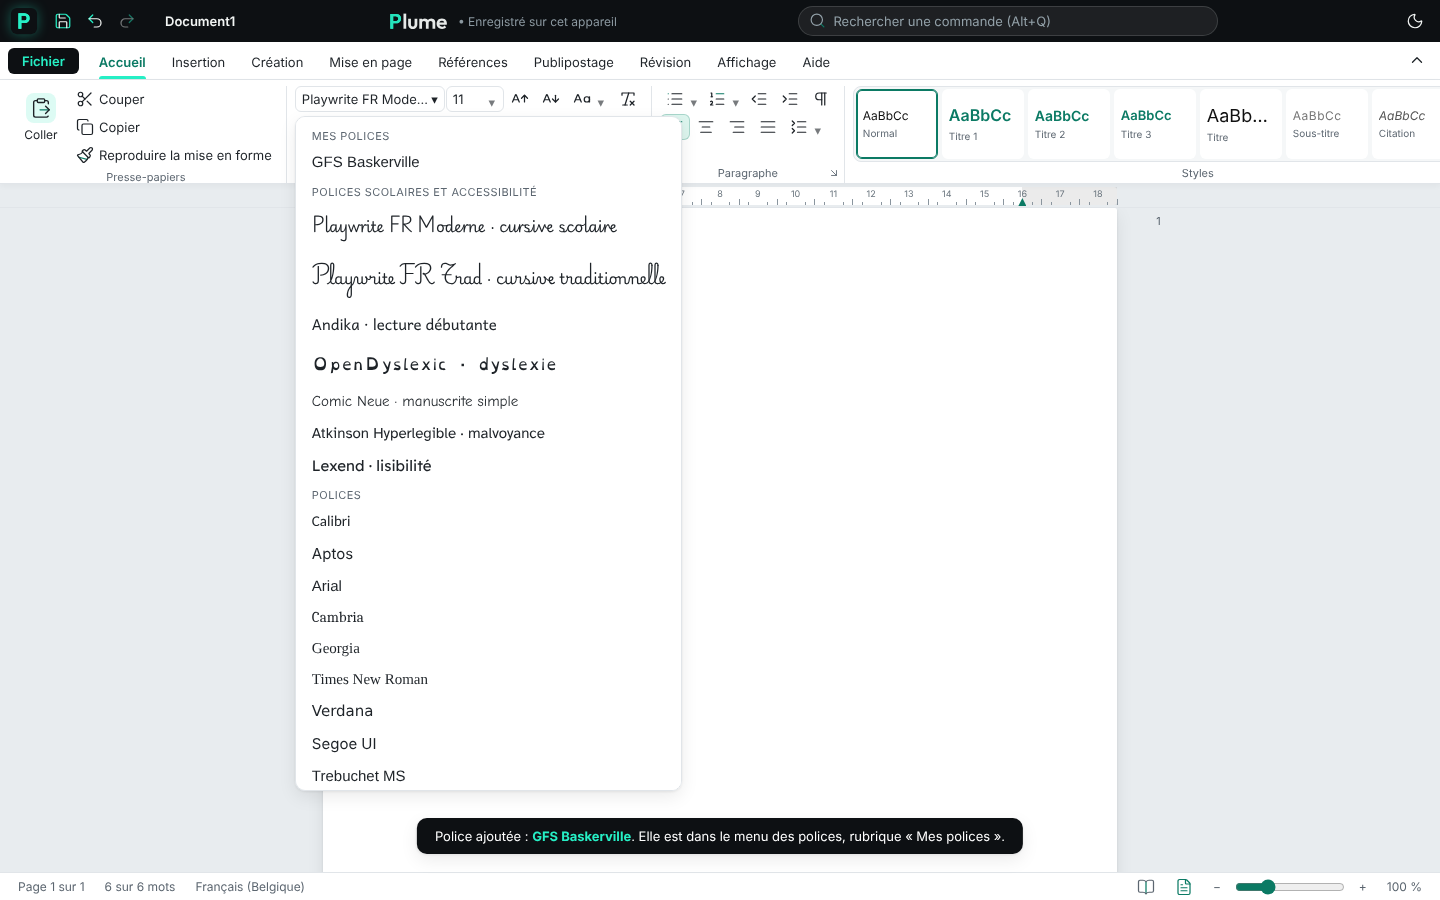 P
Document1
Plume
• Enregistré sur cet appareil
Rechercher une commande (Alt+Q)
Fichier
Accueil
Insertion
Création
Mise en page
Références
Publipostage
Révision
Affichage
Aide
Coller
Couper
Copier
Reproduire la mise en forme
Presse-papiers
Playwrite FR Mode...
11
Aa
Paragraphe
AaBbCc
Normal
AaBbCc
Titre 1
AaBbCc
Titre 2
AaBbCc
Titre 3
AaBb...
Titre
AaBbCc
Sous-titre
AaBbCc
Citation
Styles
7 8 9 10 11 12 13 14 15 16 17 18
1
MES POLICES
GFS Baskerville
POLICES SCOLAIRES ET ACCESSIBILITÉ
Playwrite FR Moderne · cursive scolaire
Playwrite FR Trad · cursive traditionnelle
Andika · lecture débutante
OpenDyslexic · dyslexie
Comic Neue · manuscrite simple
Atkinson Hyperlegible · malvoyance
Lexend · lisibilité
POLICES
Calibri
Aptos
Arial
Cambria
Georgia
Times New Roman
Verdana
Segoe UI
Trebuchet MS
Police ajoutée : GFS Baskerville. Elle est dans le menu des polices, rubrique « Mes polices ».
Page 1 sur 1
6 sur 6 mots
Français (Belgique)
100 %